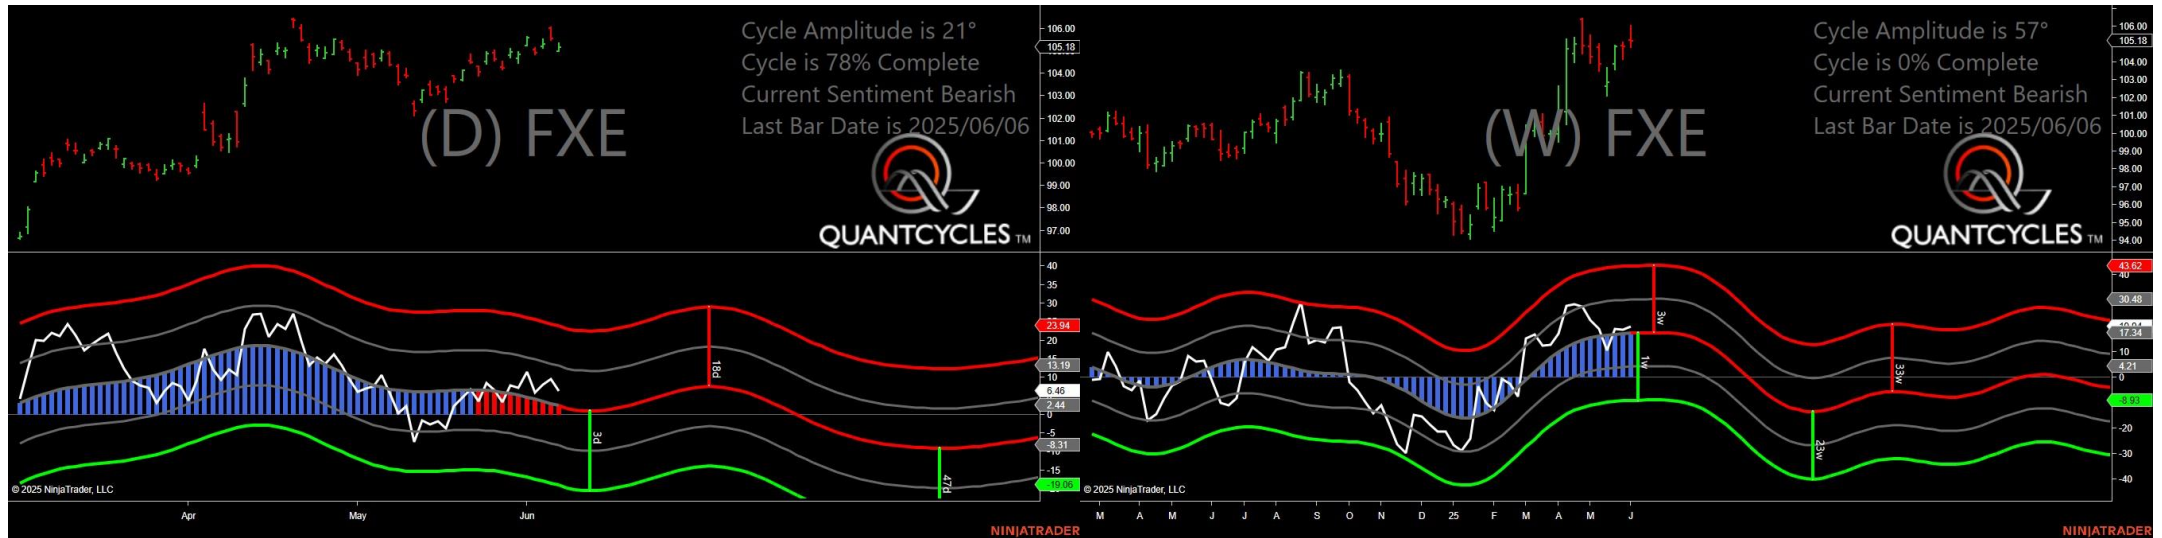 Cycle Amplitude is 21°
Cycle is 78% Complete
Current Sentiment Bearish
Last Bar Date is 2025/06/06
(D) FXE
QUANTCYCLES TM
106.00
105.18
104.00
103.00
102.00
101.00
100.00
99.00
98.00
97.00
40
35
30
23.94
20
13.19
10
6.46
2.44
0
-5
-8.31
-15
-19.06
3d
18d
47d
© 2025 NinjaTrader, LLC
Apr May Jun
NINJATRADER
Cycle Amplitude is 57°
Cycle is 0% Complete
Current Sentiment Bearish
Last Bar Date is 2025/06/06
(W) FXE
QUANTCYCLES TM
106.00
105.18
104.00
103.00
102.00
101.00
100.00
99.00
98.00
97.00
96.00
95.00
94.00
43.62
40
30.48
17.34
10
4.21
0
-8.93
-20
-30
-40
3w
1w
23w
33w
© 2025 NinjaTrader, LLC
M A M J J A S O N D 25 F M A M J
NINJATRADER